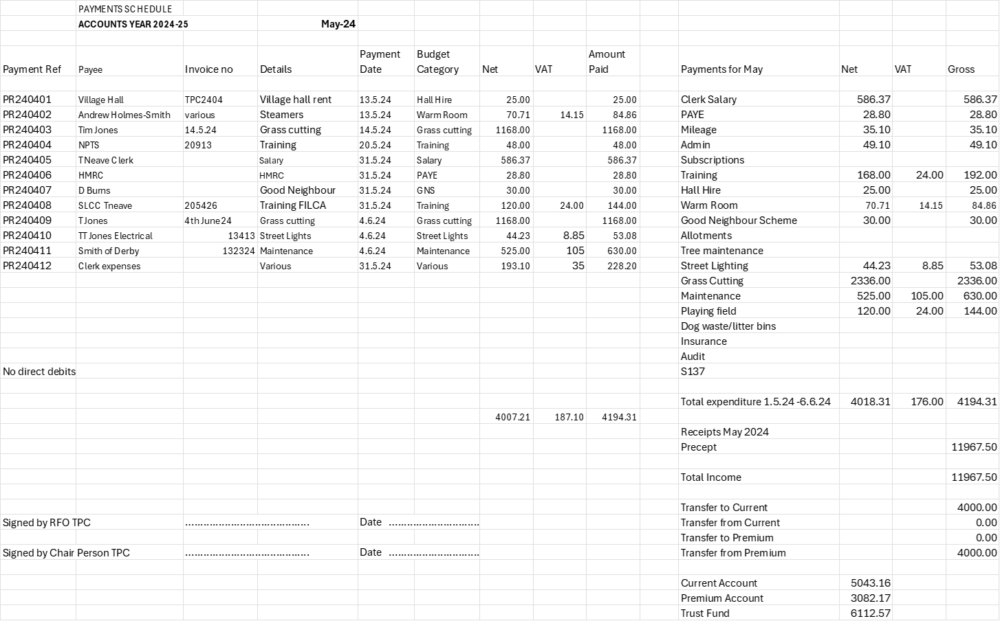 PAYMENTS SCHEDULE
ACCOUNTS YEAR 2024-25 May-24
Payment Ref Payee Invoice no Details Payment Date Budget Category Net VAT Amount Paid Payments for May Net VAT Gross
PR240401 Village Hall TPC2404 Village hall rent 13.5.24 Hall Hire 25.00 25.00 Clerk Salary 586.37 586.37
PR240402 Andrew Holmes-Smith various Steamers 13.5.24 Warm Room 70.71 14.15 84.86 PAYE 28.80 28.80
PR240403 Tim Jones 14.5.24 Grass cutting 14.5.24 Grass cutting 1168.00 1168.00 Mileage 35.10 35.10
PR240404 NPTS 20913 Training 20.5.24 Training 48.00 48.00 Admin 49.10 49.10
PR240405 T Neave Clerk Salary 31.5.24 Salary 586.37 586.37 Subscriptions
PR240406 HMRC HMRC 31.5.24 PAYE 28.80 28.80 Training 168.00 24.00 192.00
PR240407 D Burns Good Neighbour 31.5.24 GNS 30.00 30.00 Hall Hire 25.00 25.00
PR240408 SLCC Tneave 205426 Training FILCA 31.5.24 Training 120.00 24.00 144.00 Warm Room 70.71 14.15 84.86
PR240409 T Jones 4th June 24 Grass cutting 4.6.24 Grass cutting 1168.00 1168.00 Good Neighbour Scheme 30.00 30.00
PR240410 TT Jones Electrical 13413 Street Lights 4.6.24 Street Lights 44.23 8.85 53.08 Allotments
PR240411 Smith of Derby 132324 Maintenance 4.6.24 Maintenance 525.00 105 630.00 Tree maintenance
PR240412 Clerk expenses Various 31.5.24 Various 193.10 35 228.20 Street Lighting 44.23 8.85 53.08
Grass Cutting 2336.00 2336.00
Maintenance 525.00 105.00 630.00
Playing field 120.00 24.00 144.00
Dog waste/litter bins
Insurance
Audit
No direct debits S137
Total expenditure 1.5.24 -6.6.24 4018.31 176.00 4194.31
4007.21 187.10 4194.31
Receipts May 2024
Precept 11967.50
Total Income 11967.50
Transfer to Current 4000.00
Signed by RFO TPC ........................................ Date ............................. Transfer from Current 0.00
Transfer to Premium 0.00
Signed by Chair Person TPC ........................................ Date ............................. Transfer from Premium 4000.00
Current Account 5043.16
Premium Account 3082.17
Trust Fund 6112.57